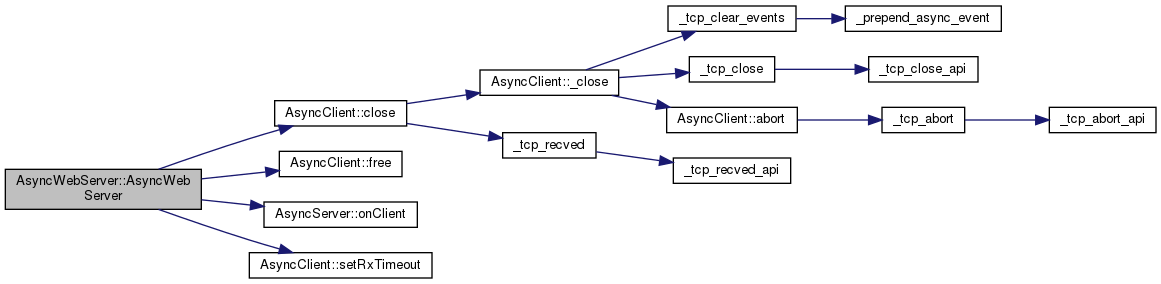 _tcp_clear_events
_prepend_async_event
_tcp_close
_tcp_close_api
AsyncClient::_close
AsyncClient::close
AsyncClient::abort
_tcp_abort
_tcp_abort_api
_tcp_recved
_tcp_recved_api
AsyncClient::free
AsyncWebServer::AsyncWeb
Server
AsyncServer::onClient
AsyncClient::setRxTimeout